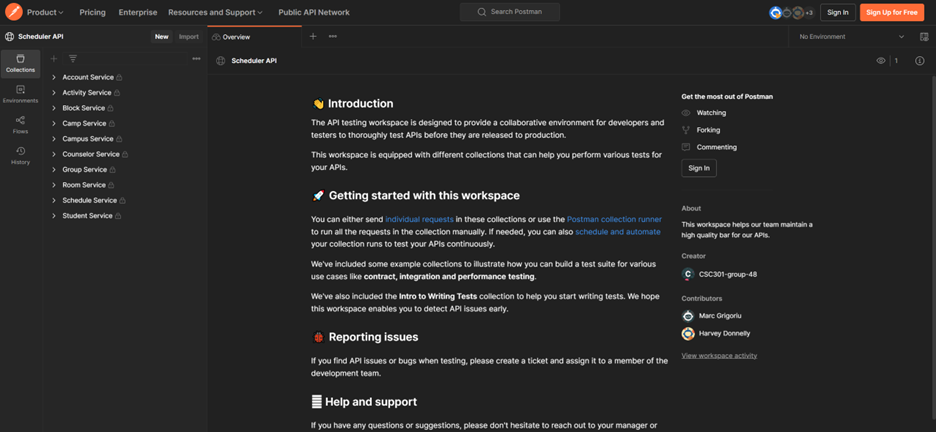 Product Pricing Enterprise Resources and Support Public API Network Search Postman +3 Sign In Sign Up for Free
Scheduler API New Import Overview No Environment
Scheduler API 1
Collections
Environments
Flows
History
Account Service
Activity Service
Block Service
Camp Service
Campus Service
Counselor Service
Group Service
Room Service
Schedule Service
Student Service
Introduction
The API testing workspace is designed to provide a collaborative environment for developers and
testers to thoroughly test APIs before they are released to production.
This workspace is equipped with different collections that can help you perform various tests for
your APIs.
Getting started with this workspace
You can either send individual requests in these collections or use the Postman collection runner
to run all the requests in the collection manually. If needed, you can also schedule and automate
your collection runs to test your APIs continuously.
We've included some example collections to illustrate how you can build a test suite for various
use cases like contract, integration and performance testing.
We've also included the Intro to Writing Tests collection to help you start writing tests. We hope
this workspace enables you to detect API issues early.
Reporting issues
If you find API issues or bugs when testing, please create a ticket and assign it to a member of the
development team.
Help and support
If you have any questions or suggestions, please don't hesitate to reach out to your manager or
Get the most out of Postman
Watching
Forking
Commenting
Sign In
About
This workspace helps our team maintain a
high quality bar for our APIs.
Creator
C CSC301-group-48
Contributors
Marc Grigoriu
Harvey Donnelly
View workspace activity